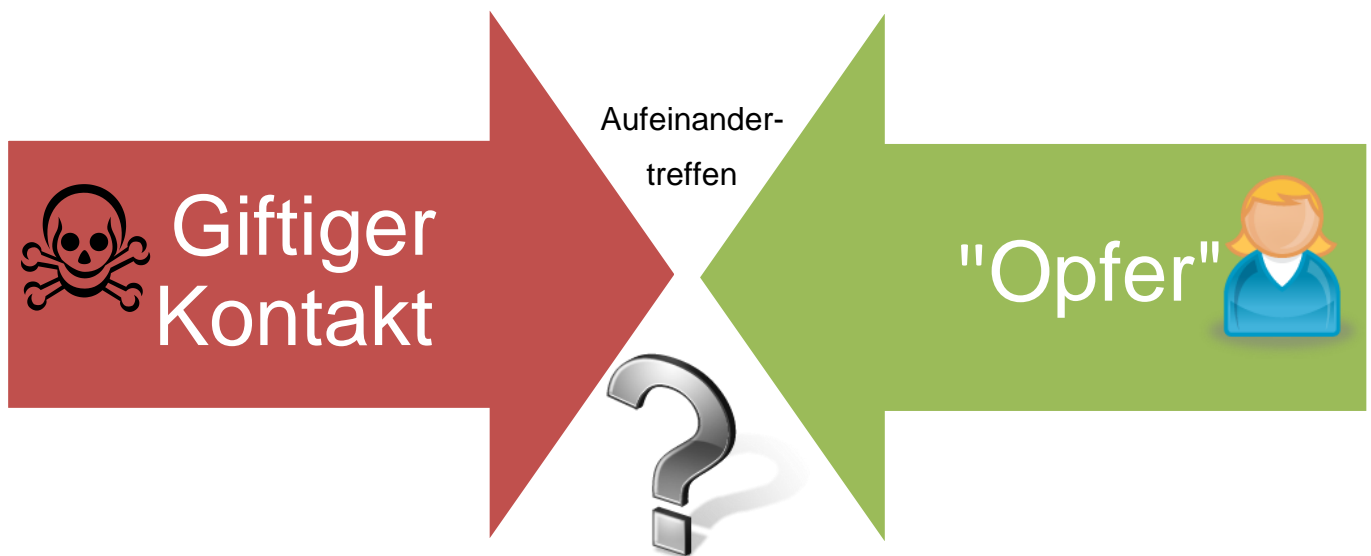 Giftiger
Kontakt
Aufeinander-
treffen
"Opfer"